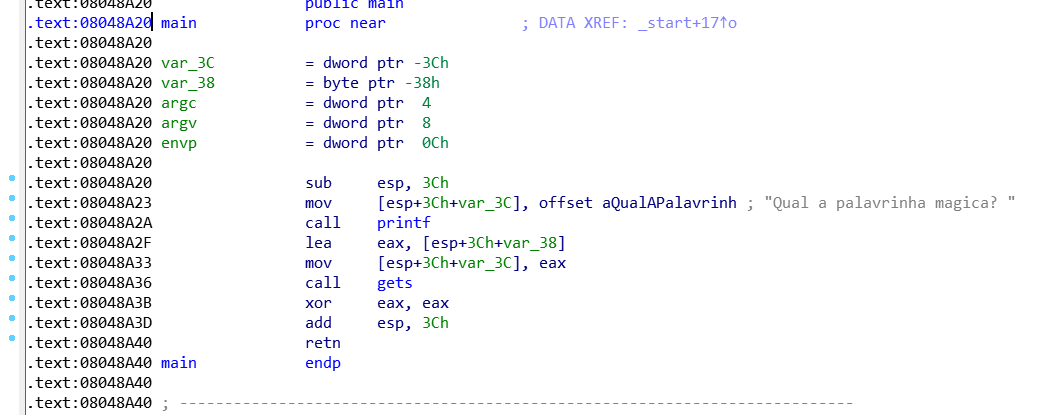 .text:08048A20 public main
.text:08048A20 main proc near ; DATA XREF: _start+17↑o
.text:08048A20
.text:08048A20 var_3C = dword ptr -3Ch
.text:08048A20 var_38 = byte ptr -38h
.text:08048A20 argc = dword ptr 4
.text:08048A20 argv = dword ptr 8
.text:08048A20 envp = dword ptr 0Ch
.text:08048A20
.text:08048A20 sub esp, 3Ch
.text:08048A23 mov [esp+3Ch+var_3C], offset aQualAPalavrinh ; "Qual a palavrinha magica? "
.text:08048A2A call printf
.text:08048A2F lea eax, [esp+3Ch+var_38]
.text:08048A33 mov [esp+3Ch+var_3C], eax
.text:08048A36 call gets
.text:08048A3B xor eax, eax
.text:08048A3D add esp, 3Ch
.text:08048A40 retn
.text:08048A40 main endp
.text:08048A40
.text:08048A40 ; ---------------------------------------------------------------------------